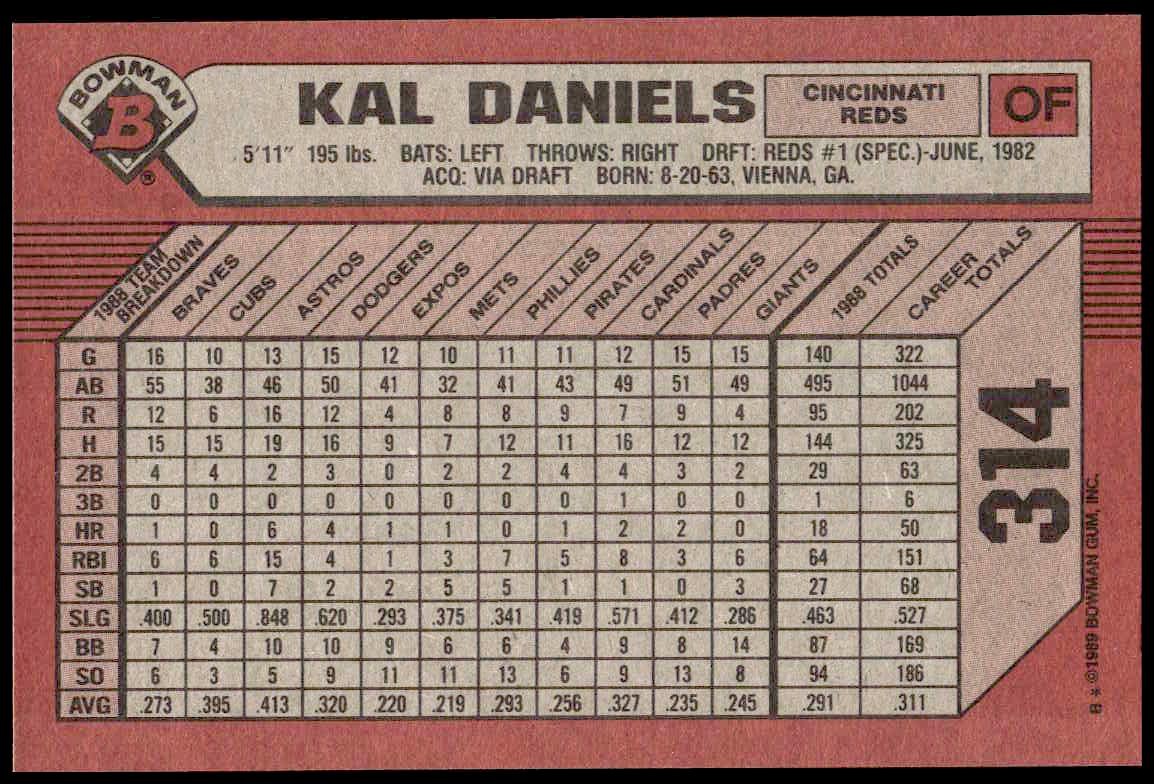 BOWMAN
B
®
KAL DANIELS
CINCINNATI
REDS
OF
5'11" 195 lbs. BATS: LEFT THROWS: RIGHT DRFT: REDS #1 (SPEC.)-JUNE, 1982
ACQ: VIA DRAFT BORN: 8-20-63, VIENNA, GA.
1988 TEAM BREAKDOWN BRAVES CUBS ASTROS DODGERS EXPOS METS PHILLIES PIRATES CARDINALS PADRES GIANTS 1988 TOTALS CAREER TOTALS
G 16 10 13 15 12 10 11 11 12 15 15 140 322
AB 55 38 46 50 41 32 41 43 49 51 49 495 1044
R 12 6 16 12 4 8 8 9 7 9 4 95 202
H 15 15 19 16 9 7 12 11 16 12 12 144 325
2B 4 4 2 3 0 2 2 4 4 3 2 29 63
3B 0 0 0 0 0 0 0 0 1 0 0 1 6
HR 1 0 6 4 1 1 0 1 2 2 0 18 50
RBI 6 6 15 4 1 3 7 5 8 3 6 64 151
SB 1 0 7 2 2 5 5 1 1 0 3 27 68
SLG .400 .500 .848 .620 .293 .375 .341 .419 .571 .412 .286 .463 .527
BB 7 4 10 10 9 6 6 4 9 8 14 87 169
SO 6 3 5 9 11 11 13 6 9 13 8 94 186
AVG .273 .395 .413 .320 .220 .219 .293 .256 .327 .235 .245 .291 .311
314
B * ©1989 BOWMAN GUM, INC.